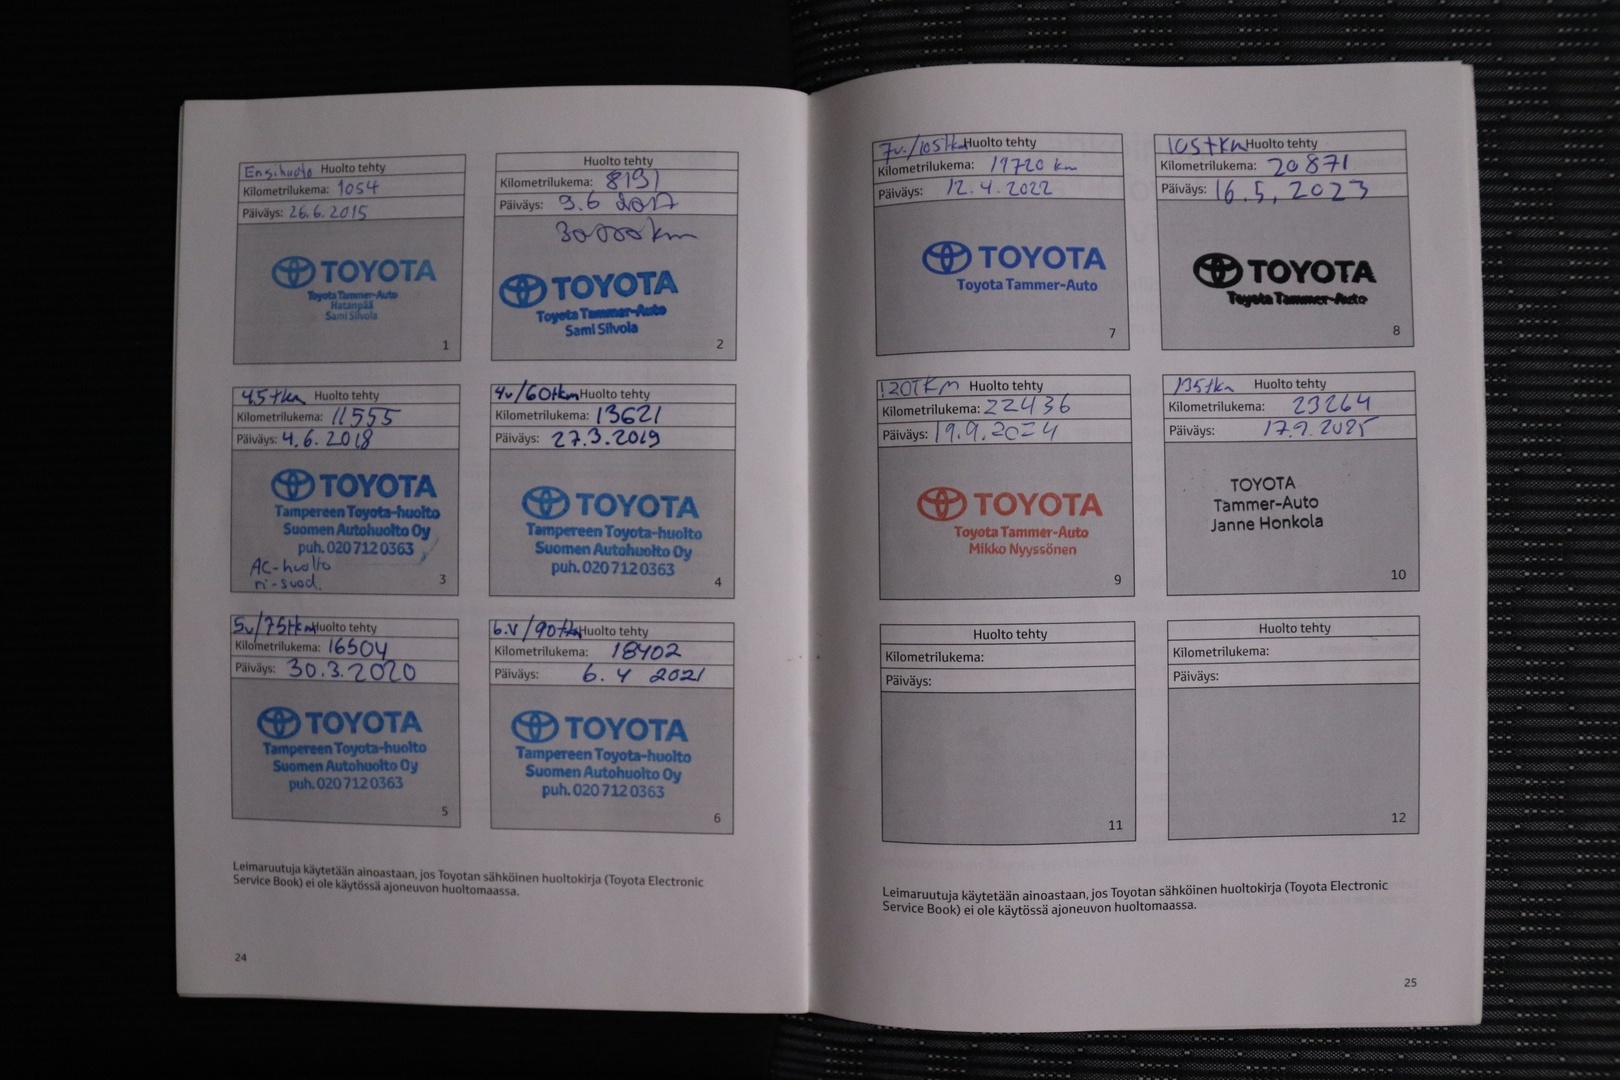 Ensihuolto Huolto tehty
Kilometrilukema: 1054
Päiväys: 26.6.2015
TOYOTA
Toyota Tammer-Auto
Hatanpää
Sami Silvola
1
Huolto tehty
Kilometrilukema: 8191
Päiväys: 9.6 2017
30000 km
TOYOTA
Toyota Tammer-Auto
Sami Silvola
2
45tkm Huolto tehty
Kilometrilukema: 11555
Päiväys: 4.6.2018
TOYOTA
Tampereen Toyota-huolto
Suomen Autohuolto Oy
puh. 020 712 0363
AC-huolto
ri-suod.
3
4v/60tkm Huolto tehty
Kilometrilukema: 13621
Päiväys: 27.3.2019
TOYOTA
Tampereen Toyota-huolto
Suomen Autohuolto Oy
puh. 020 712 0363
4
5v/75tkm Huolto tehty
Kilometrilukema: 16504
Päiväys: 30.3.2020
TOYOTA
Tampereen Toyota-huolto
Suomen Autohuolto Oy
puh. 020 712 0363
5
6.v/90tkm Huolto tehty
Kilometrilukema: 18402
Päiväys: 6. 4 2021
TOYOTA
Tampereen Toyota-huolto
Suomen Autohuolto Oy
puh. 020 712 0363
6
Leimaruutuja käytetään ainoastaan, jos Toyotan sähköinen huoltokirja (Toyota Electronic
Service Book) ei ole käytössä ajoneuvon huoltomaassa.
24
7v./105tkm Huolto tehty
Kilometrilukema: 19720 km
Päiväys: 12.4.2022
TOYOTA
Toyota Tammer-Auto
7
105tkm Huolto tehty
Kilometrilukema: 20871
Päiväys: 16.5.2023
TOYOTA
Toyota Tammer-Auto
8
120TKM Huolto tehty
Kilometrilukema: 22436
Päiväys: 19.9.2024
TOYOTA
Toyota Tammer-Auto
Mikko Nyyssönen
9
135tkm Huolto tehty
Kilometrilukema: 23264
Päiväys: 17.9.2025
TOYOTA
Tammer-Auto
Janne Honkola
10
Huolto tehty
Kilometrilukema:
Päiväys:
11
Huolto tehty
Kilometrilukema:
Päiväys:
12
Leimaruutuja käytetään ainoastaan, jos Toyotan sähköinen huoltokirja (Toyota Electronic
Service Book) ei ole käytössä ajoneuvon huoltomaassa.
25